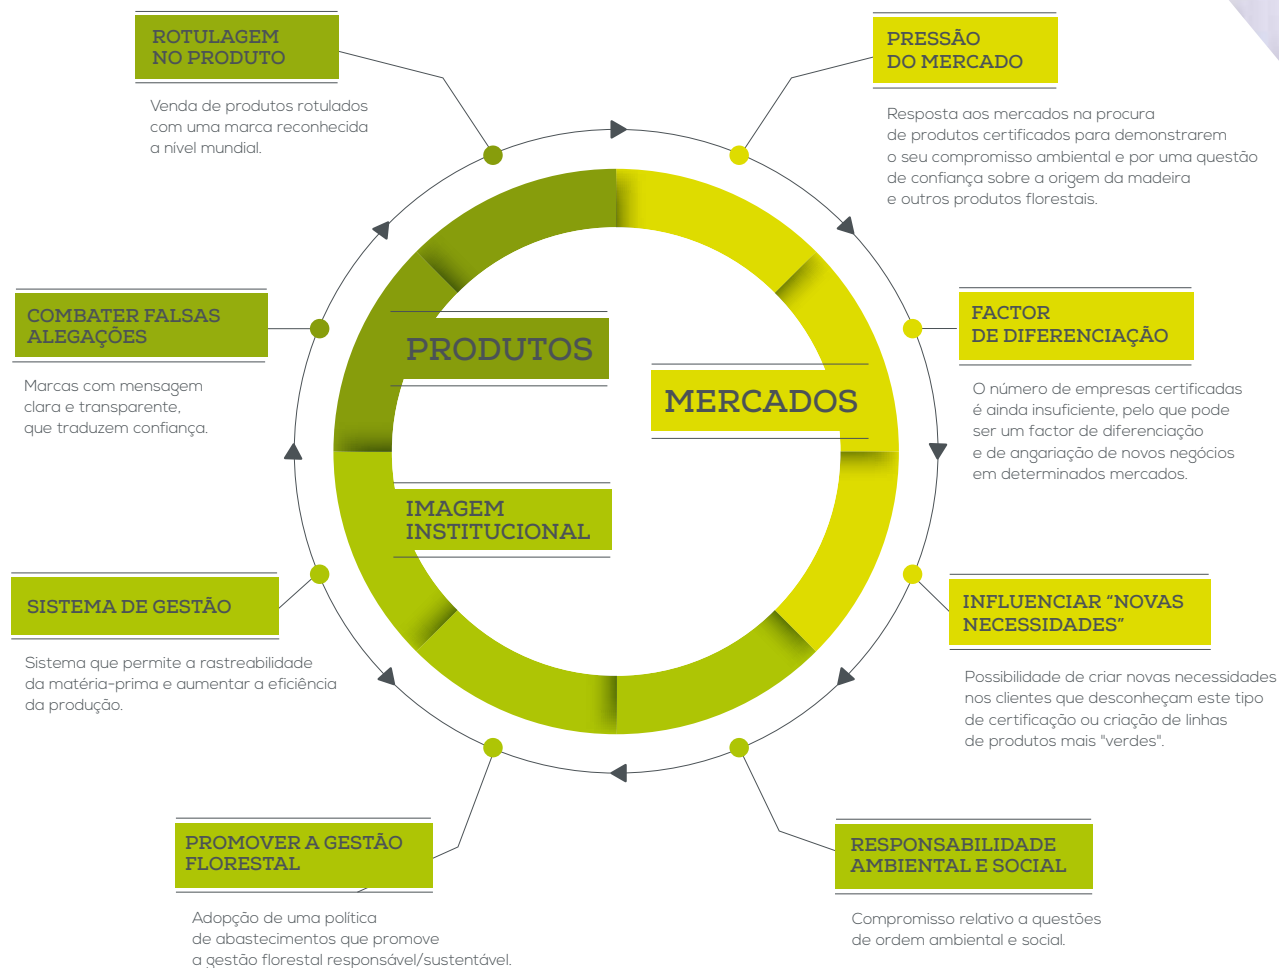 ROTULAGEM
NO PRODUTO
Venda de produtos rotulados
com uma marca reconhecida
a nível mundial.
PRESSÃO
DO MERCADO
Resposta aos mercados na procura
de produtos certificados para demonstrarem
o seu compromisso ambiental e por uma questão
de confiança sobre a origem da madeira
e outros produtos florestais.
COMBATER FALSAS
ALEGAÇÕES
Marcas com mensagem
clara e transparente,
que traduzem confiança.
PRODUTOS
MERCADOS
FACTOR
DE DIFERENCIAÇÃO
O número de empresas certificadas
é ainda insuficiente, pelo que pode
ser um factor de diferenciação
e de angariação de novos negócios
em determinados mercados.
IMAGEM
INSTITUCIONAL
SISTEMA DE GESTÃO
Sistema que permite a rastreabilidade
da matéria-prima e aumentar a eficiência
da produção.
INFLUENCIAR “NOVAS
NECESSIDADES”
Possibilidade de criar novas necessidades
nos clientes que desconheçam este tipo
de certificação ou criação de linhas
de produtos mais "verdes".
PROMOVER A GESTÃO
FLORESTAL
Adopção de uma política
de abastecimentos que promove
a gestão florestal responsável/sustentável.
RESPONSABILIDADE
AMBIENTAL E SOCIAL
Compromisso relativo a questões
de ordem ambiental e social.